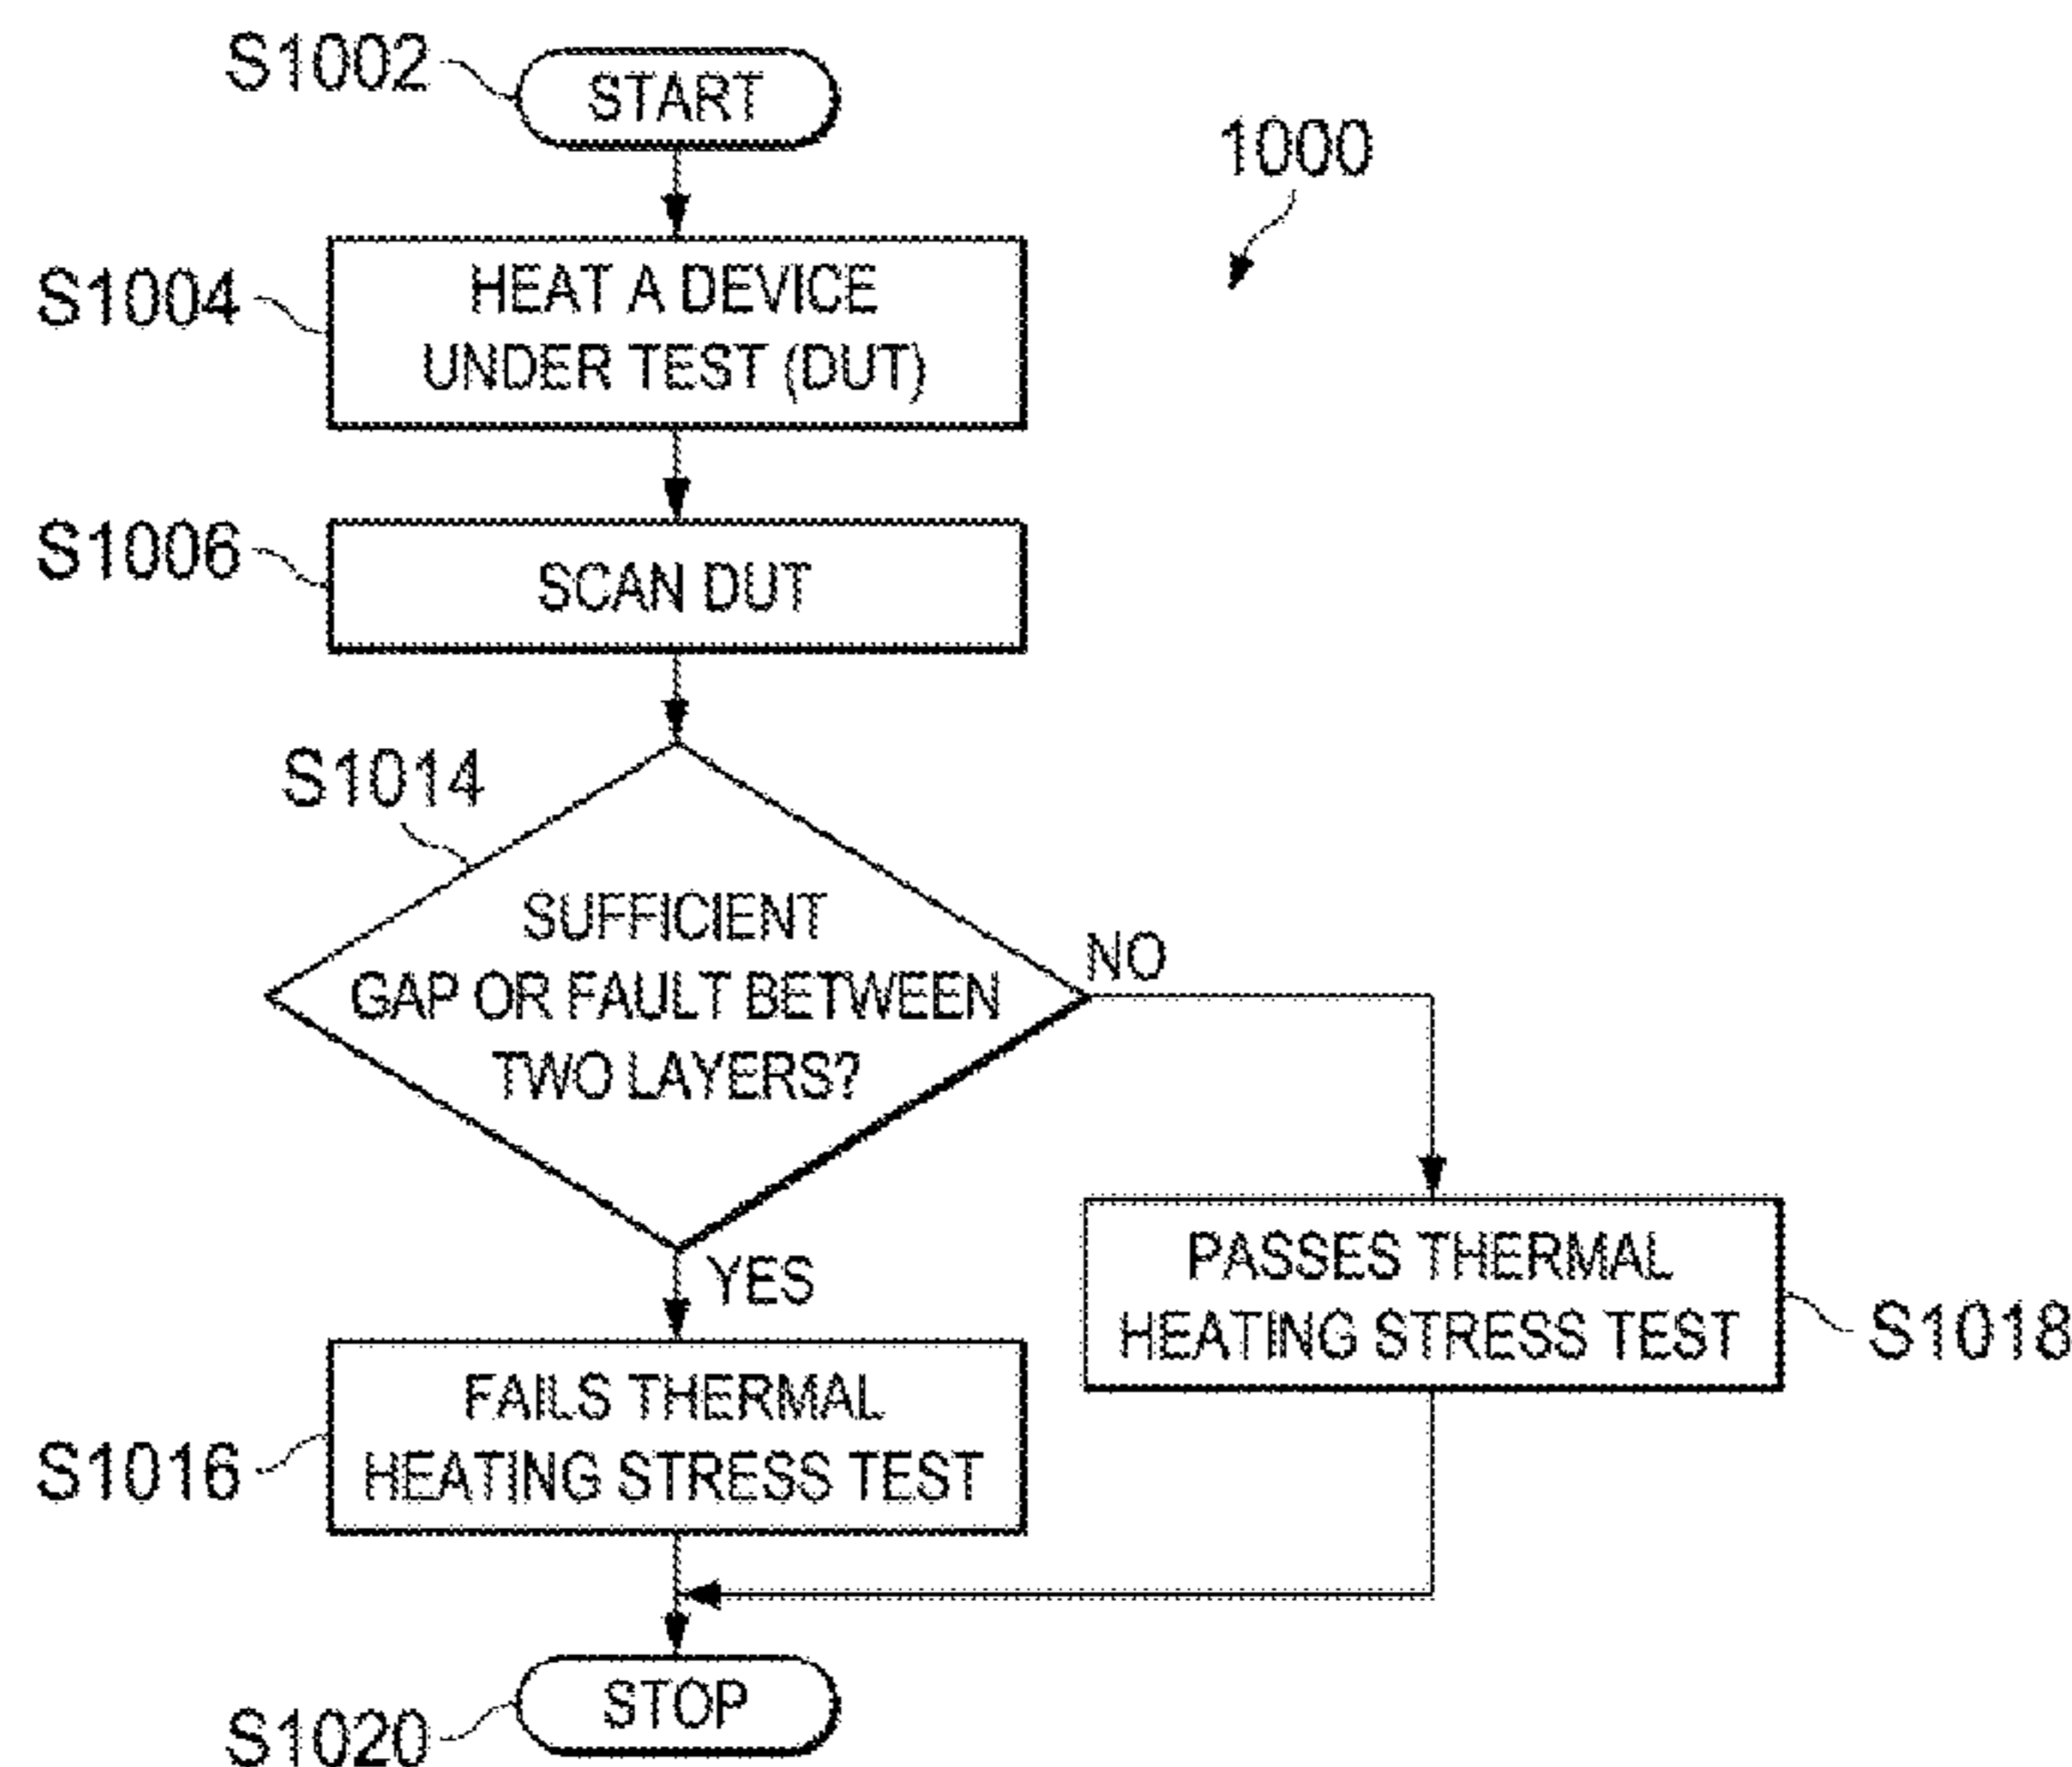 S1002
START
1000
S1004
HEAT A DEVICE
UNDER TEST (DUT)
S1006
SCAN DUT
S1014
SUFFICIENT
GAP OR FAULT BETWEEN
TWO LAYERS?
NO
YES
PASSES THERMAL
HEATING STRESS TEST
S1018
FAILS THERMAL
HEATING STRESS TEST
S1016
STOP
S1020